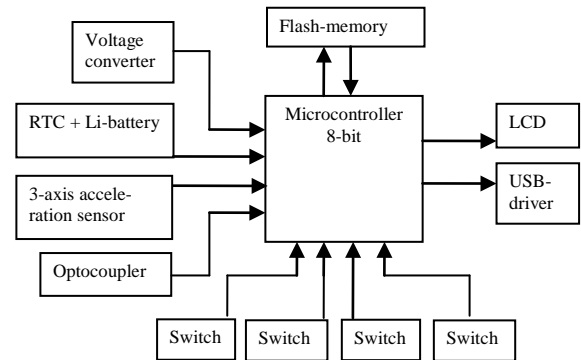 Flash-memory
Voltage
converter
Microcontroller
8-bit
RTC + Li-battery
LCD
3-axis accele-
ration sensor
USB-
driver
Optocoupler
Switch
Switch
Switch
Switch